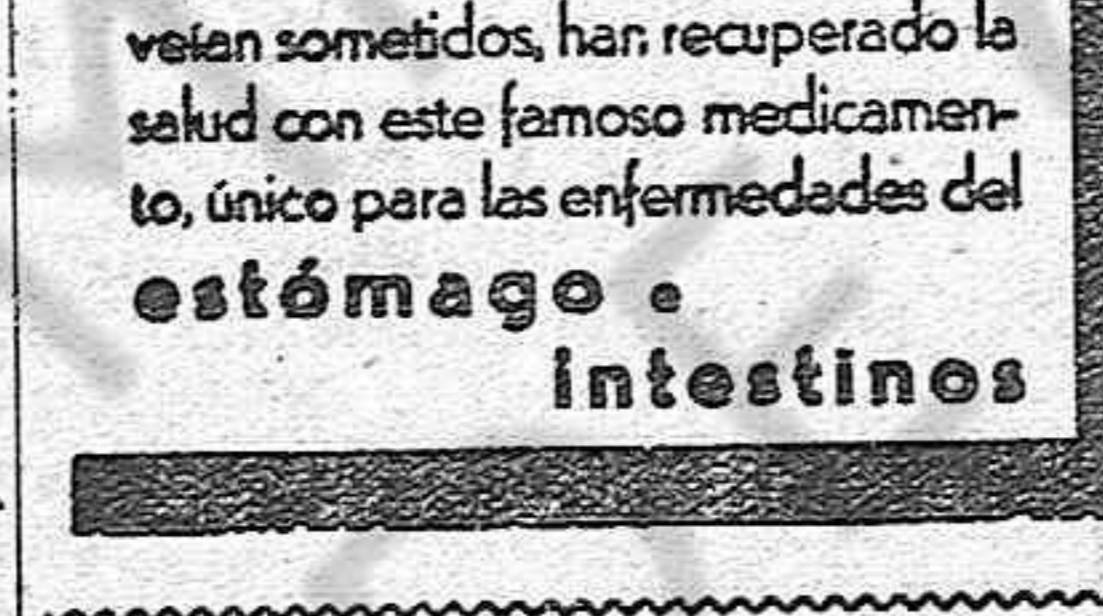 veían sometidos, han recuperado la
salud con este famoso medicamen-
to, único para las enfermedades del
estómago e
intestinos